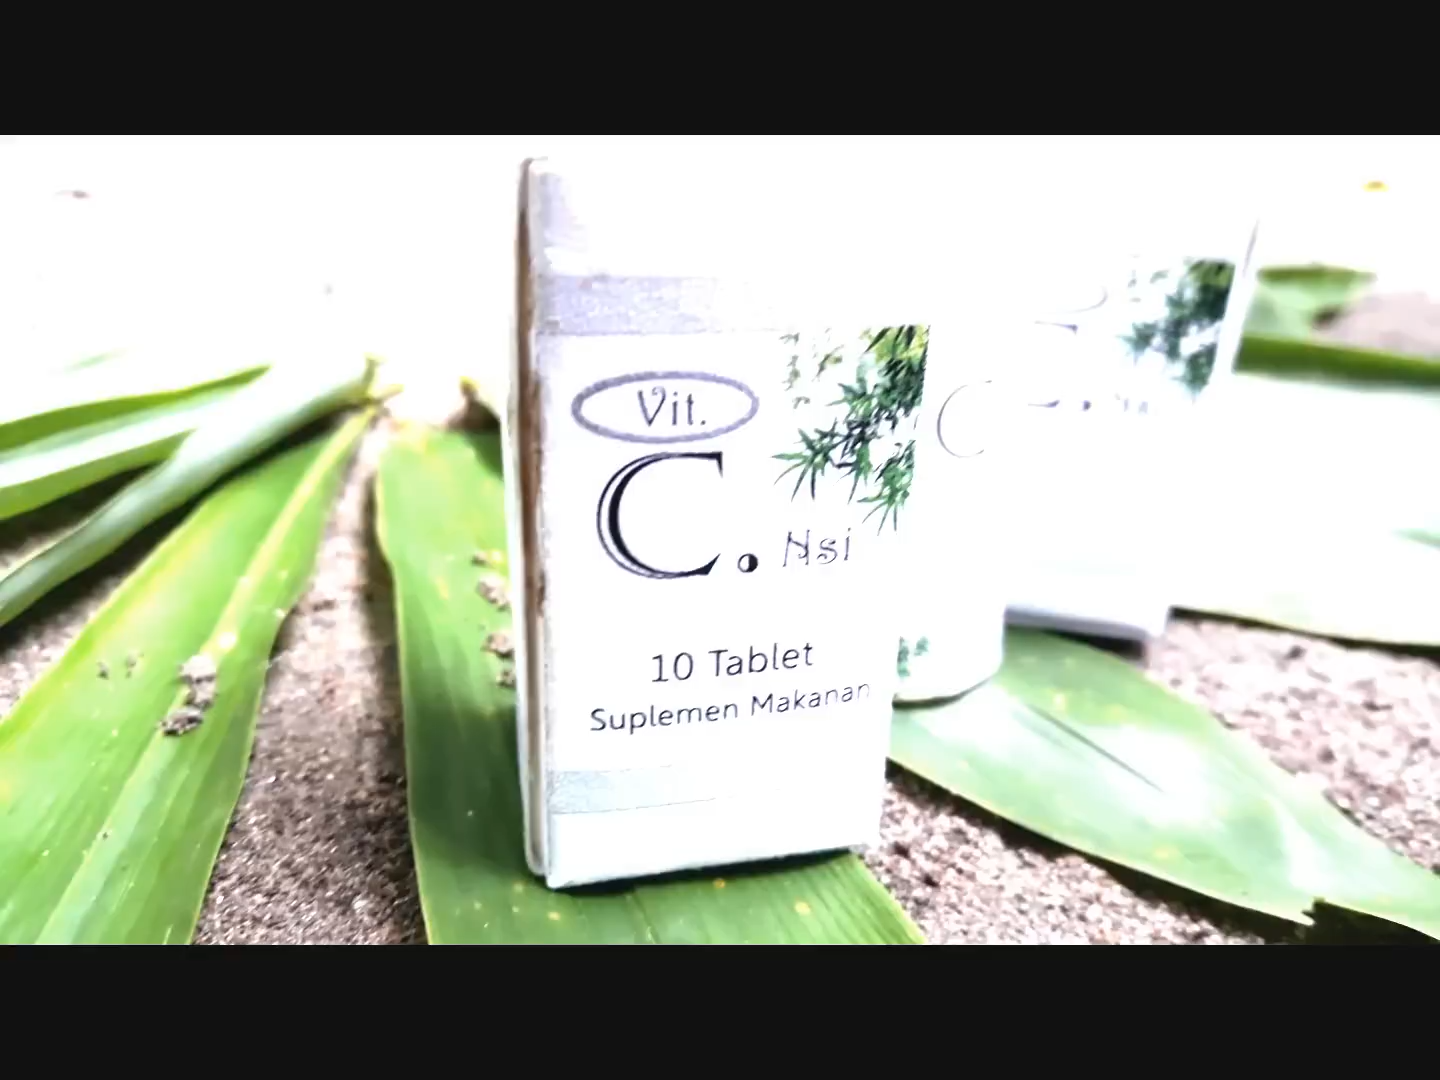 Vit.
C. Nsi
10 Tablet
Suplemen Makanan
C